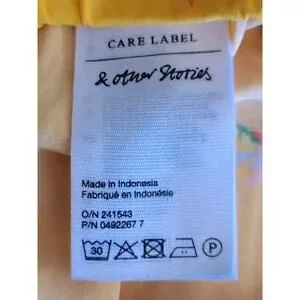 CARE LABEL
& other Stories
Made in Indonesia
Fabriqué en Indonésie
O/N 241543
P/N 0492267 7
30 P